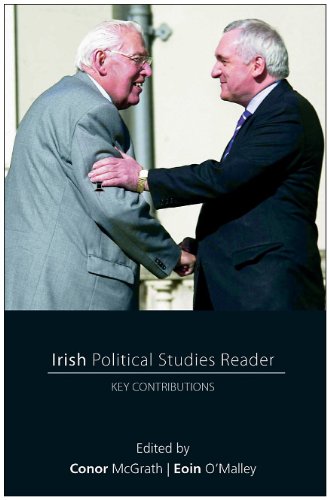 Irish Political Studies Reader
KEY CONTRIBUTIONS
Edited by
Conor McGrath | Eoin O'Malley